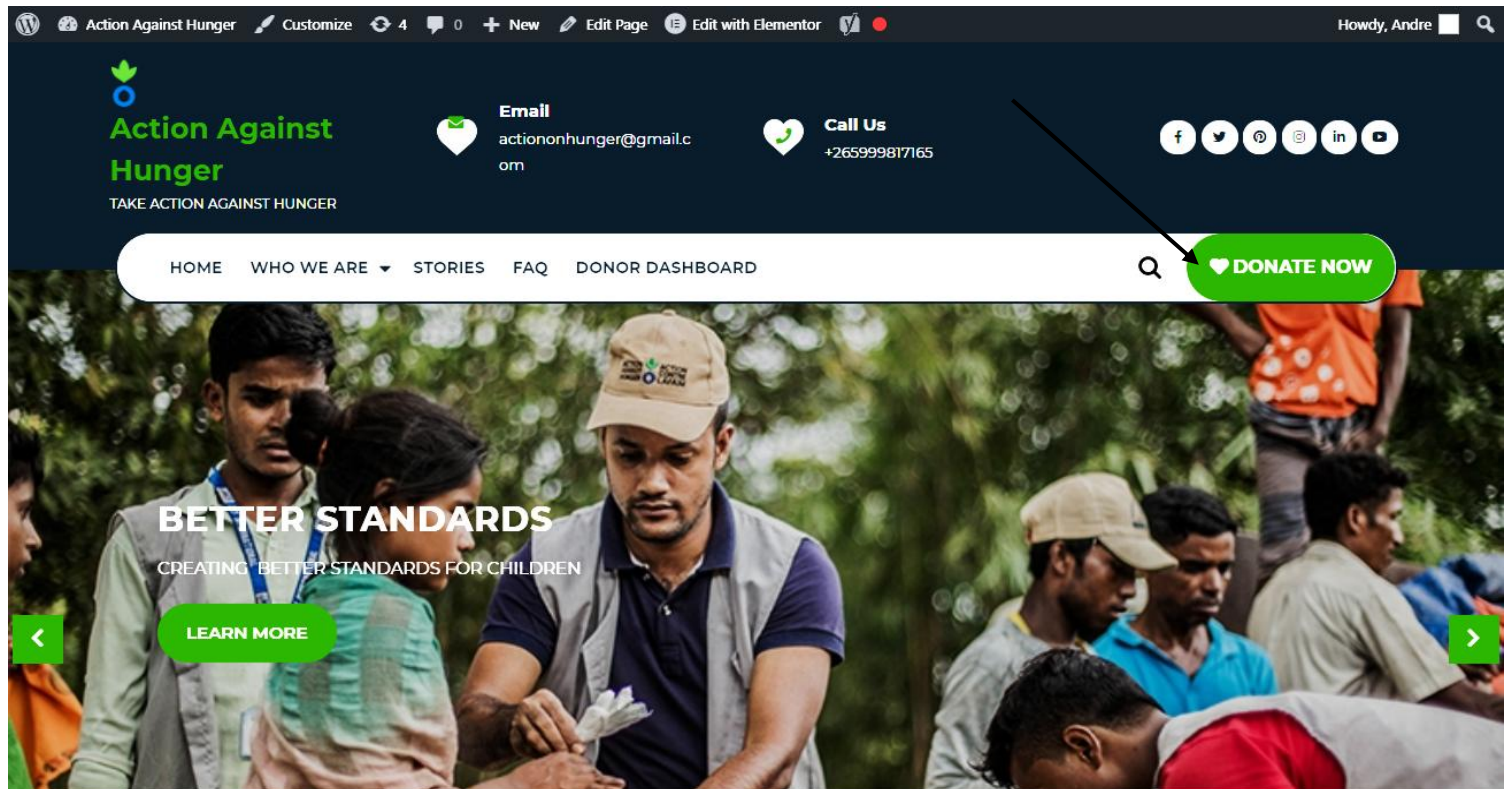 Action Against Hunger Customize 4 0 + New Edit Page Edit with Elementor Howdy, Andre
Action Against
Hunger
TAKE ACTION AGAINST HUNGER
Email
actiononhunger@gmail.c
om
Call Us
+265999817165
HOME WHO WE ARE STORIES FAQ DONOR DASHBOARD
DONATE NOW
BETTER STANDARDS
CREATING BETTER STANDARDS FOR CHILDREN
LEARN MORE